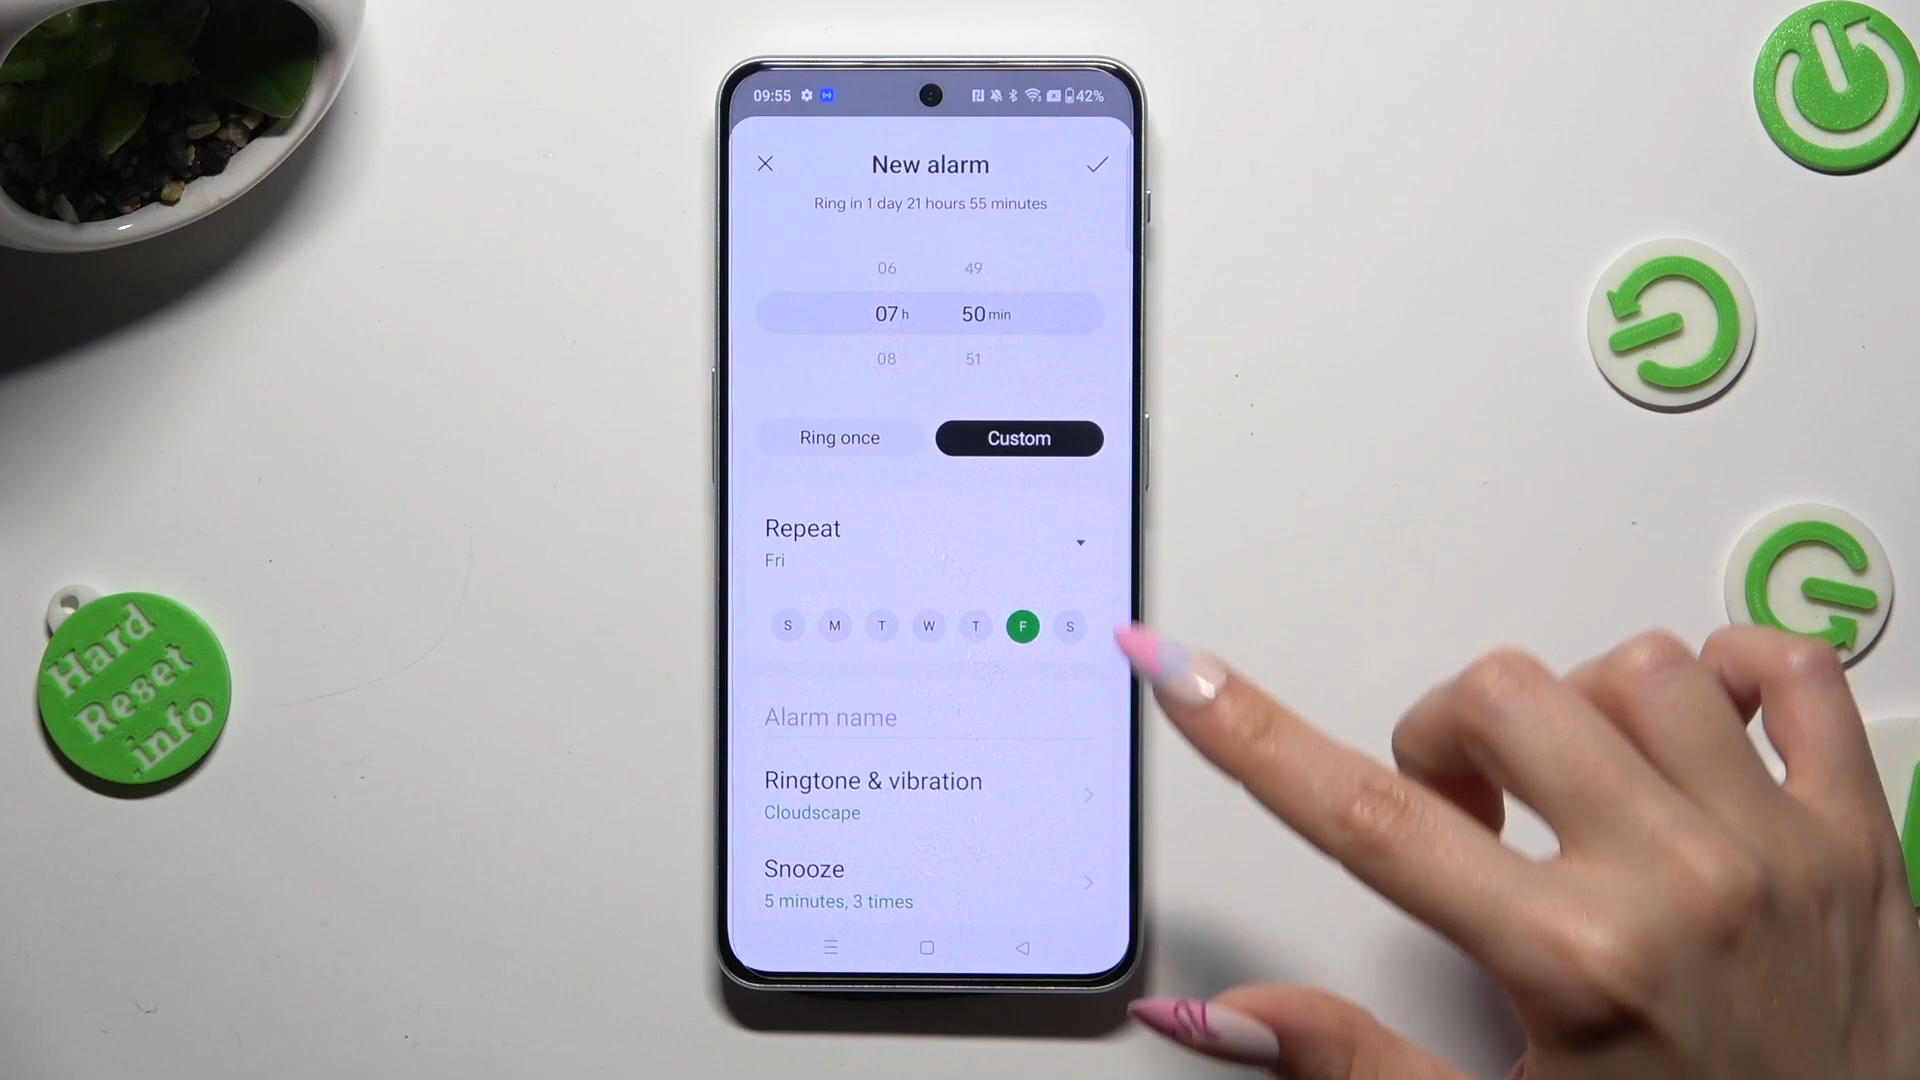 09:55 42%
New alarm
Ring in 1 day 21 hours 55 minutes
06 49
07 h 50 min
08 51
Ring once Custom
Repeat
Fri
S M T W T F S
Alarm name
Ringtone & vibration
Cloudscape
Snooze
5 minutes, 3 times
Hard
Reset
.info